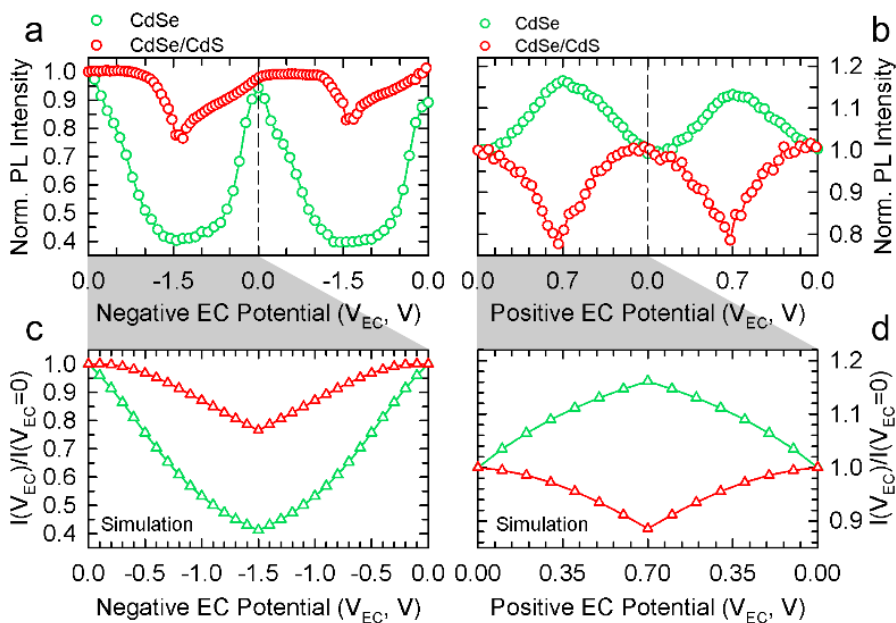 a
CdSe
CdSe/CdS
Norm. PL Intensity
1.0
0.9
0.8
0.7
0.6
0.5
0.4
0.0 -1.5 0.0 -1.5 0.0
Negative EC Potential (V_EC, V)
CdSe
CdSe/CdS
b
Norm. PL Intensity
1.2
1.1
1.0
0.9
0.8
0.0 0.7 0.0 0.7 0.0
Positive EC Potential (V_EC, V)
c
I(V_EC)/I(V_EC=0)
1.0
0.9
0.8
0.7
0.6
0.5
0.4
Simulation
0.0 -0.5 -1.0 -1.5 -1.0 -0.5 0.0
Negative EC Potential (V_EC, V)
d
I(V_EC)/I(V_EC=0)
1.2
1.1
1.0
0.9
Simulation
0.00 0.35 0.70 0.35 0.00
Positive EC Potential (V_EC, V)